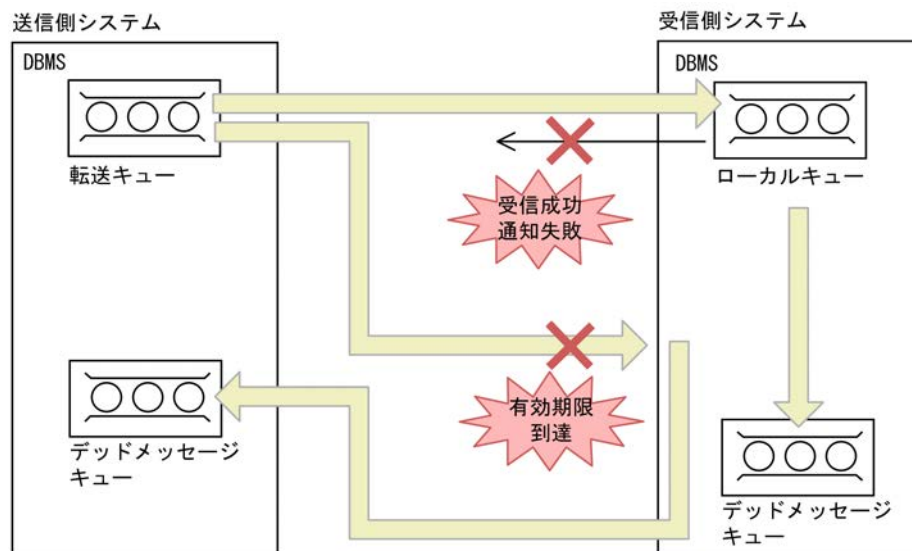 送信側システム
受信側システム
DBMS
DBMS
転送キュー
ローカルキュー
受信成功
通知失敗
有効期限
到達
デッドメッセージ
キュー
デッドメッセージ
キュー